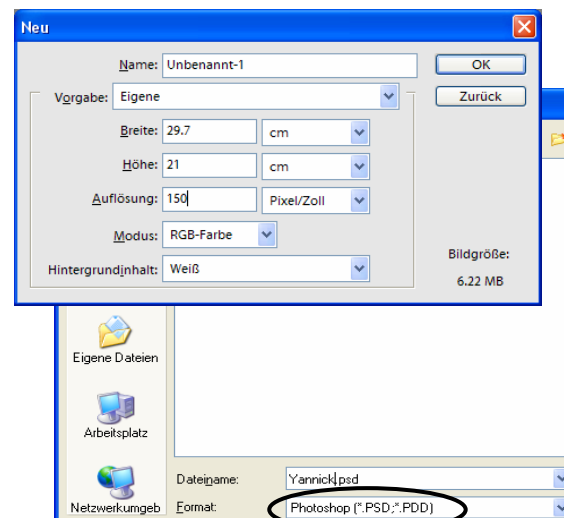 Neu
Name: Unbenannt-1
OK
Vorgabe: Eigene
Zurück
Breite: 29.7 cm
Höhe: 21 cm
Auflösung: 150 Pixel/Zoll
Modus: RGB-Farbe
Bildgröße:
Hintergrundinhalt: Weiß
6.22 MB
Eigene Dateien
Arbeitsplatz
Dateiname: Yannick.psd
Netzwerkumgeb Format: Photoshop (*.PSD;*.PDD)